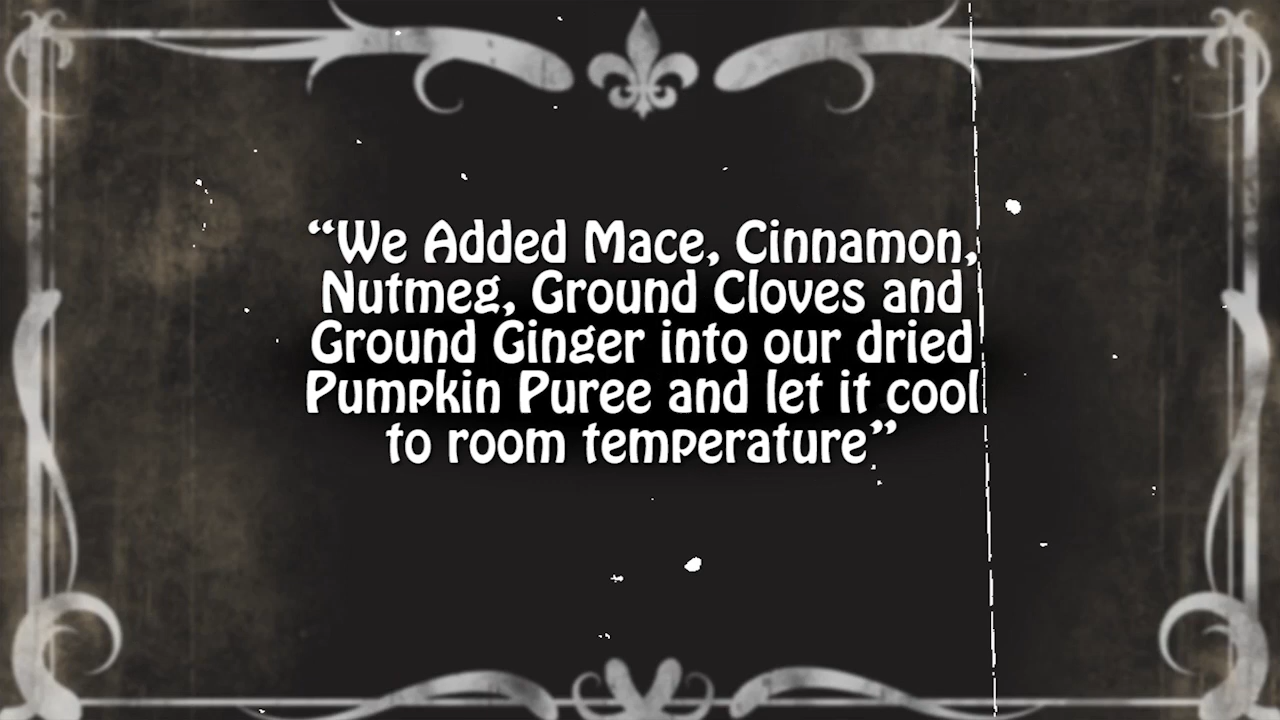 “We Added Mace, Cinnamon,
Nutmeg, Ground Cloves and
Ground Ginger into our dried
Pumpkin Puree and let it cool
to room temperature”